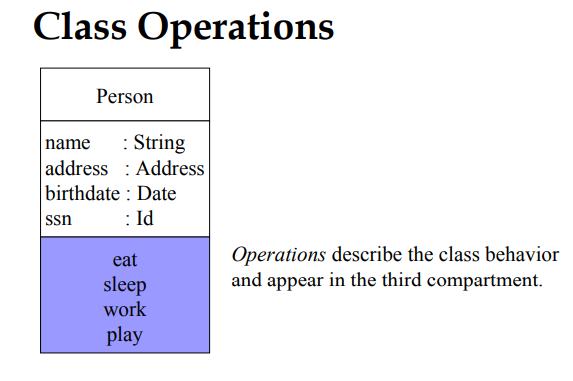 Class Operations
Person
name : String
address : Address
birthdate : Date
ssn : Id
eat
sleep
work
play
Operations describe the class behavior
and appear in the third compartment.